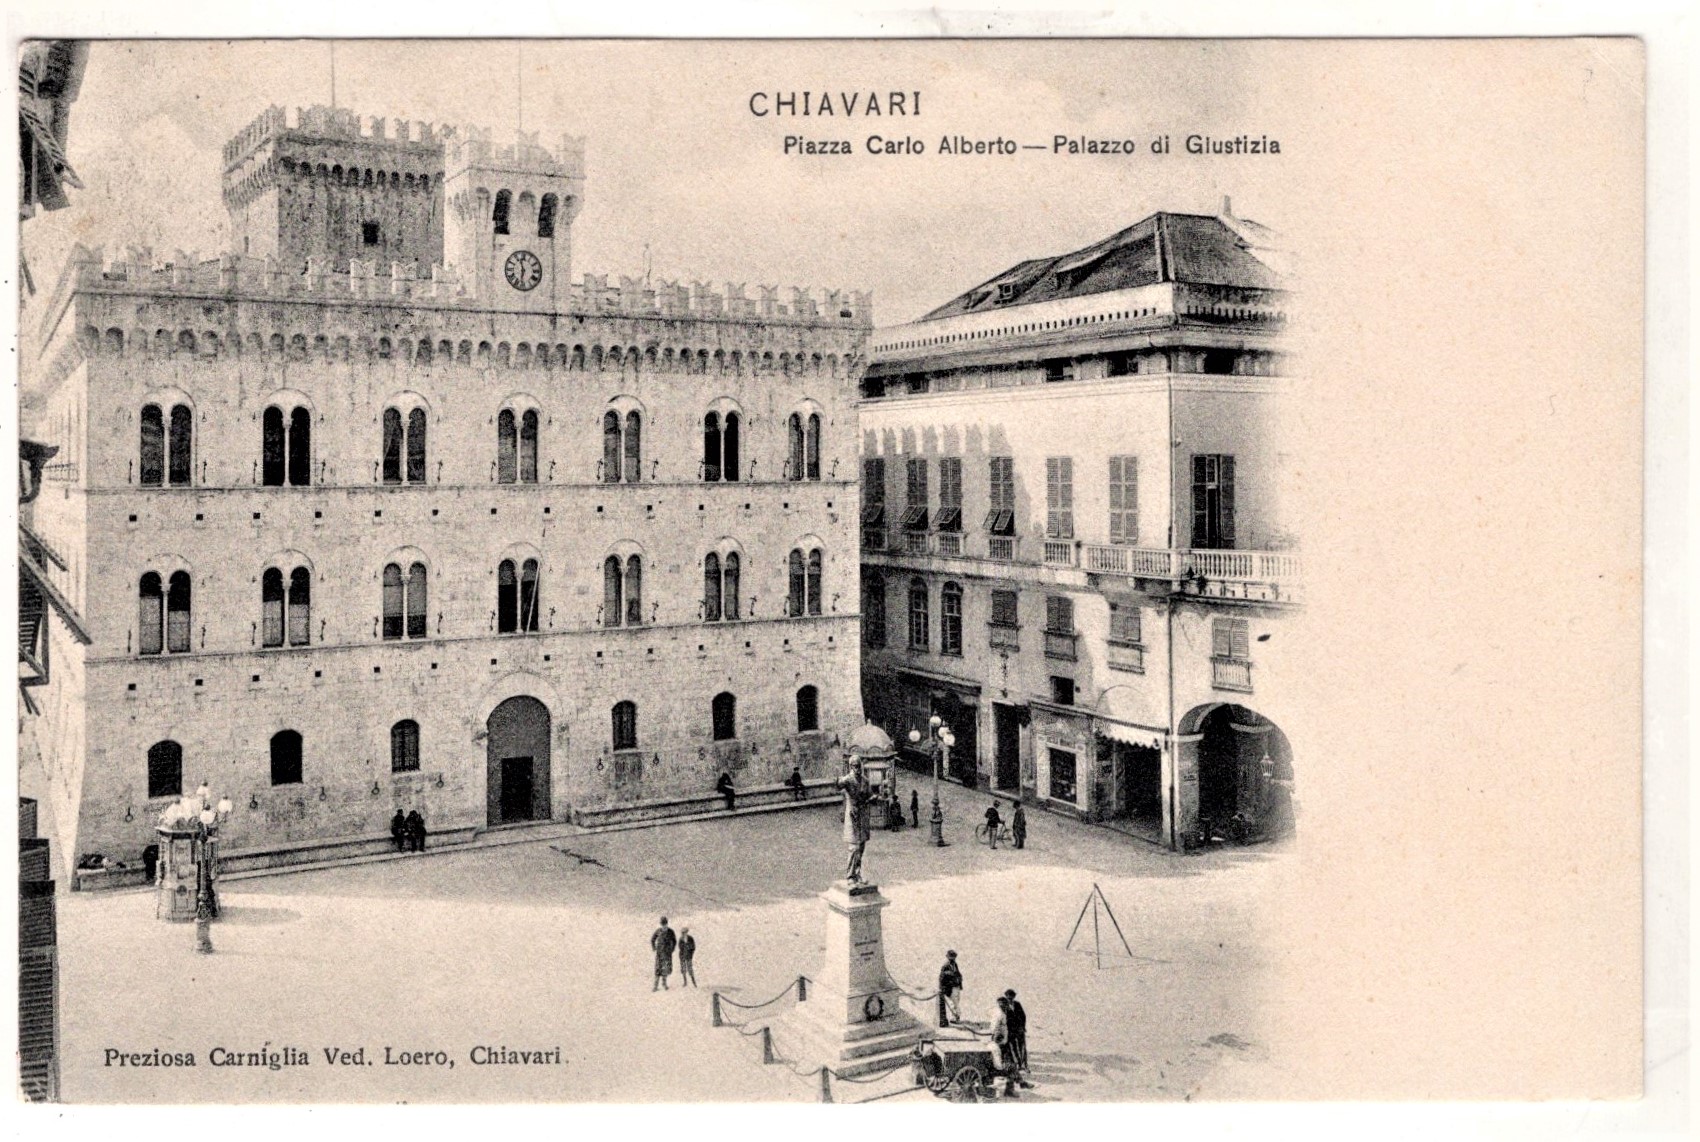 CHIAVARI
Piazza Carlo Alberto — Palazzo di Giustizia
Preziosa Carniglia Ved. Loero, Chiavari.